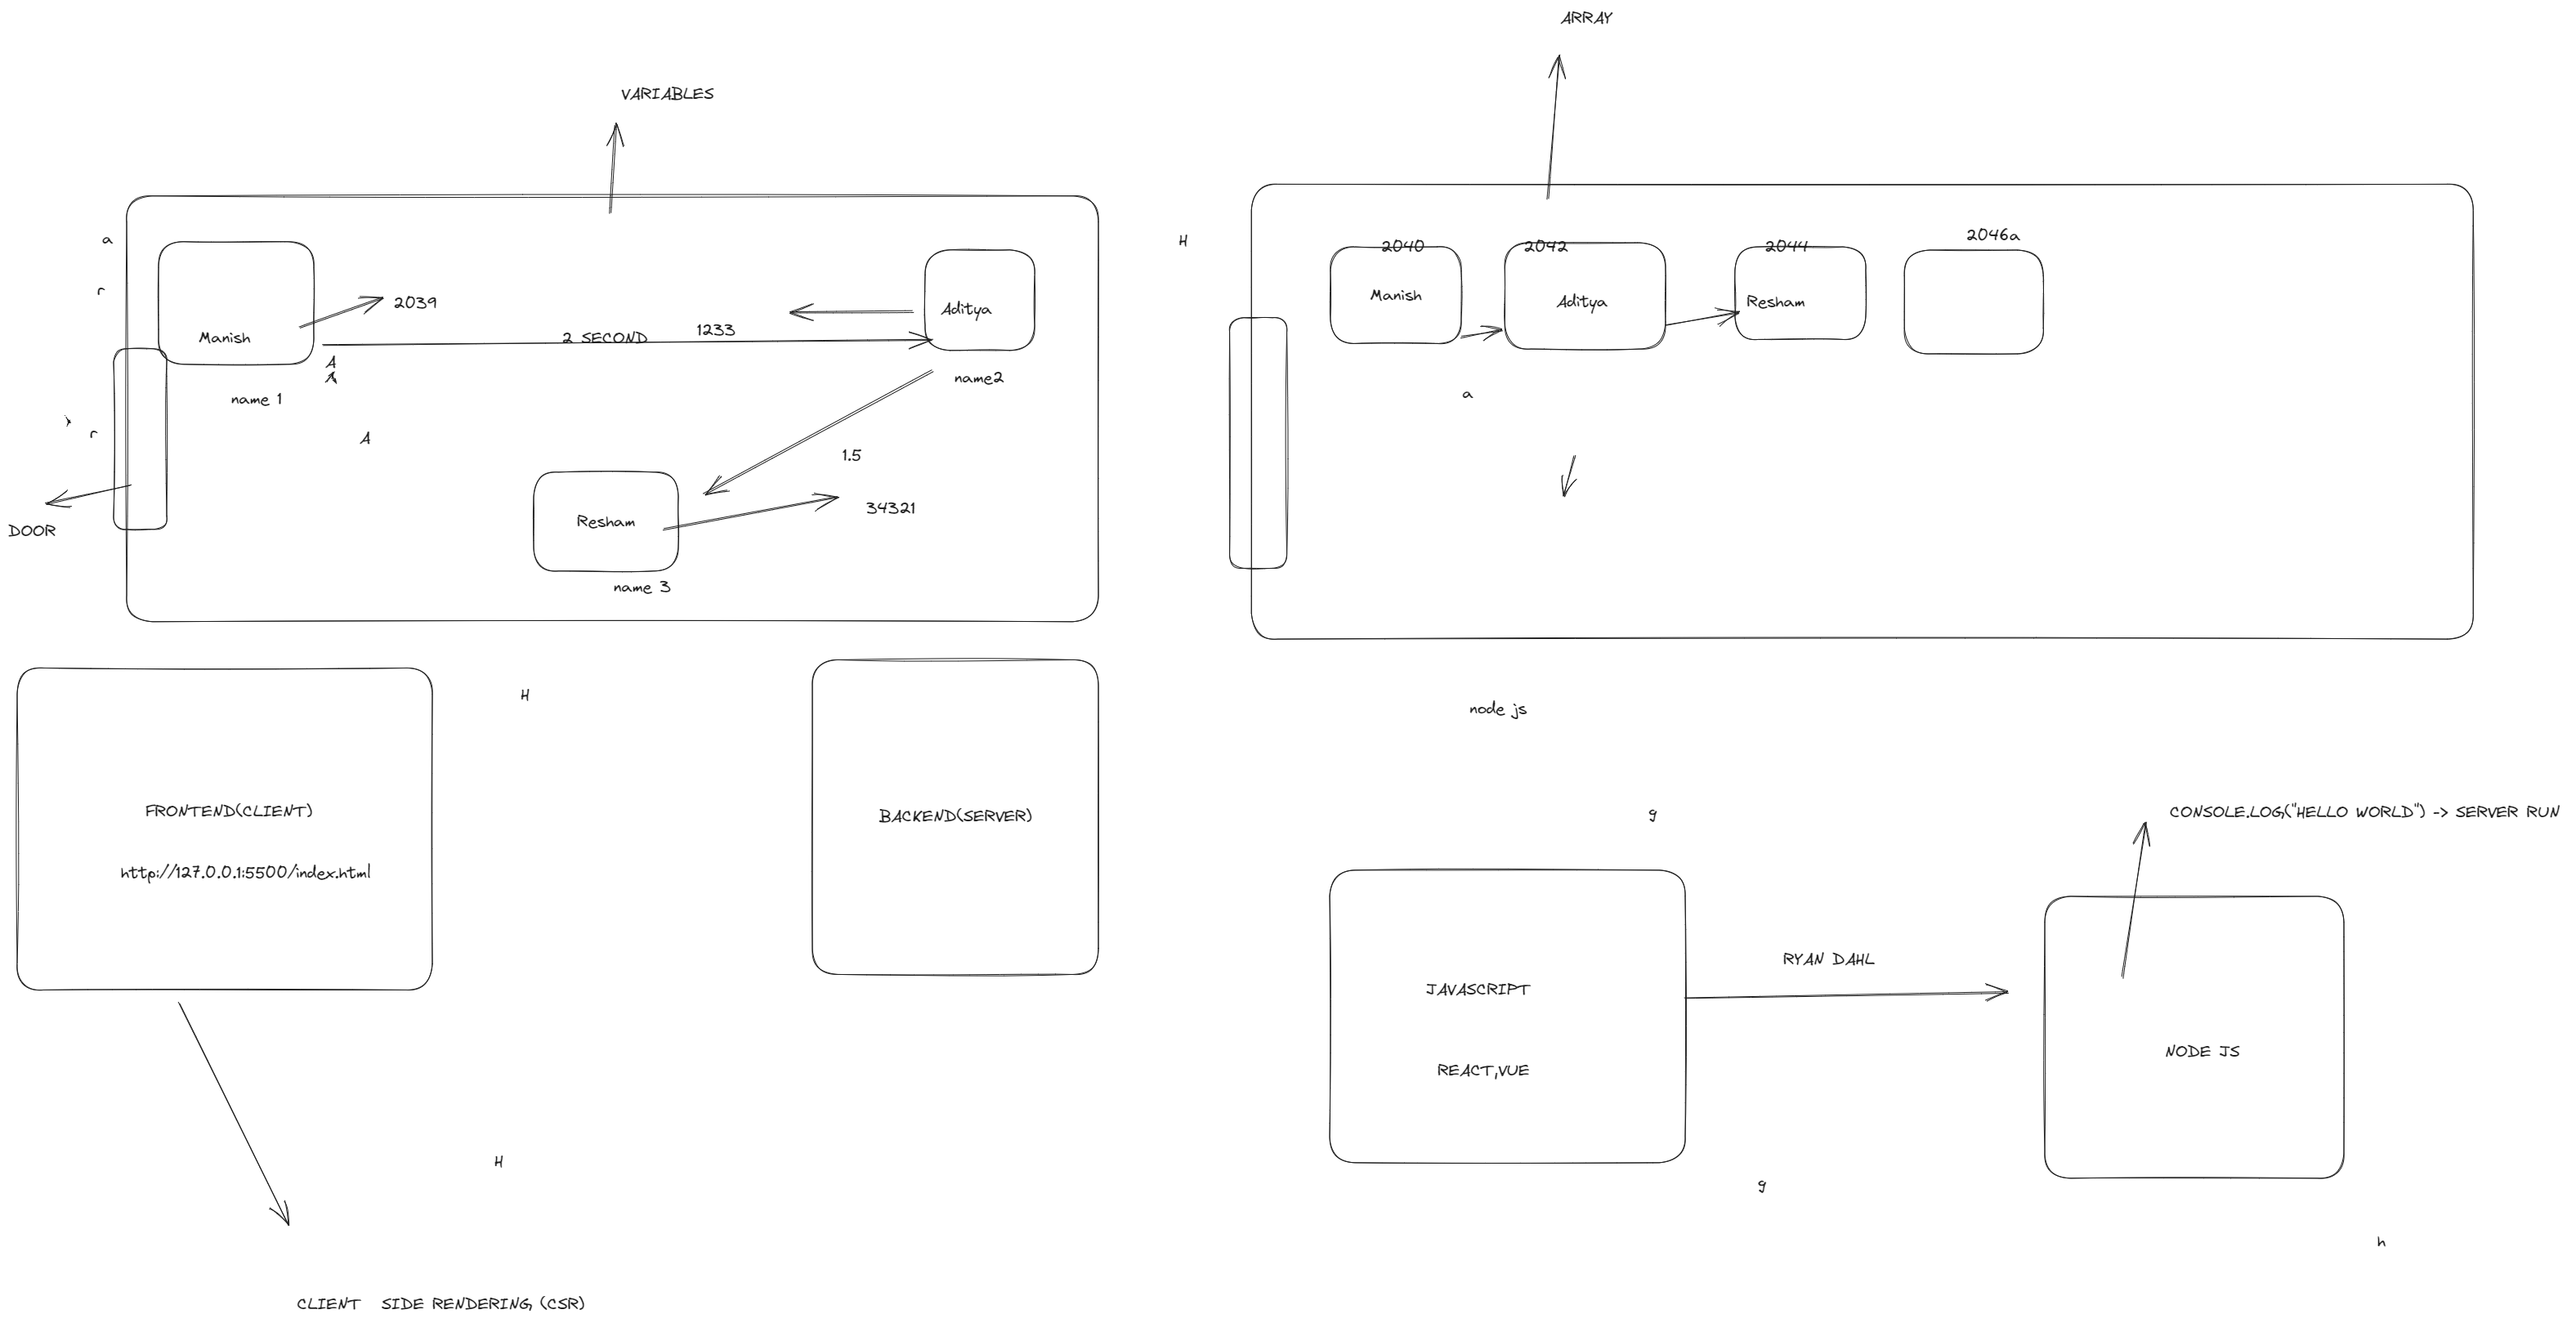 ARRAY
VARIABLES
a
r
Manish
2039
2 SECOND
1233
Aditya
A
A
name 1
name2
r
A
1.5
DOOR
Resham
34321
name 3
H
2040
2042
2044
2046a
Manish
Aditya
Resham
a
H
FRONTEND(CLIENT)
http://127.0.0.1:5500/index.html
BACKEND(SERVER)
H
CLIENT SIDE RENDERING (CSR)
node js
g
CONSOLE.LOG("HELLO WORLD") -> SERVER RUN
JAVASCRIPT
REACT,VUE
RYAN DAHL
NODE JS
g
h